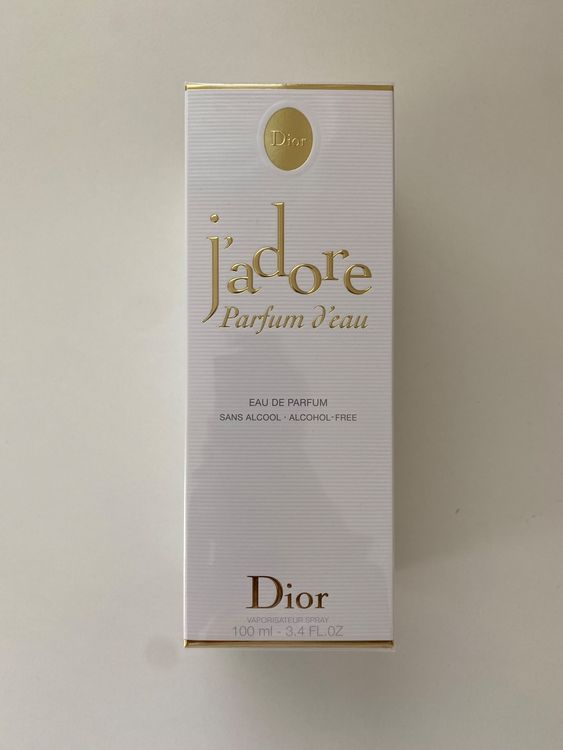 Dior
j'adore
Parfum d'eau
EAU DE PARFUM
SANS ALCOOL · ALCOHOL-FREE
Dior
VAPORISATEUR SPRAY
100 ml - 3.4 FL.OZ